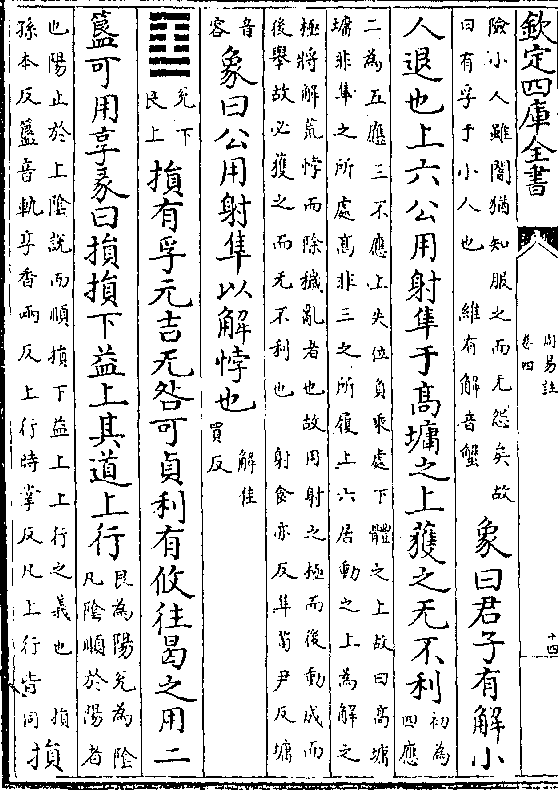 欽定四庫全書
周易註
卷四
十四
險小人雖闇猶知服之而无怨矣故
曰有孚于小人也 維有解音蟹
象曰君子有解小
人退也上六公用射隼于高墉之上獲之无不利
初為
四應
二為五應三不應上失位負乘處下體之上故曰高墉
墉非隼之所處高非三之所履上六居動之上為解之
極將解荒悖而除穢亂者也故用射之極而後動成而
後舉故必獲之而无不利也 射食亦反隼荀尹反墉
音
容
象曰公用射隼以解悖也
解佳
買反
䷨
兌下
艮上
損有孚元吉无咎可貞利有攸往曷之用二
簋可用享彖曰損損下益上其道上行
艮為陽兌為陰
凡陰順於陽者
也陽止於上陰說而順損下益上上行之義也 損
孫本反簋音軌享香兩反上行時掌反凡上行皆同
損